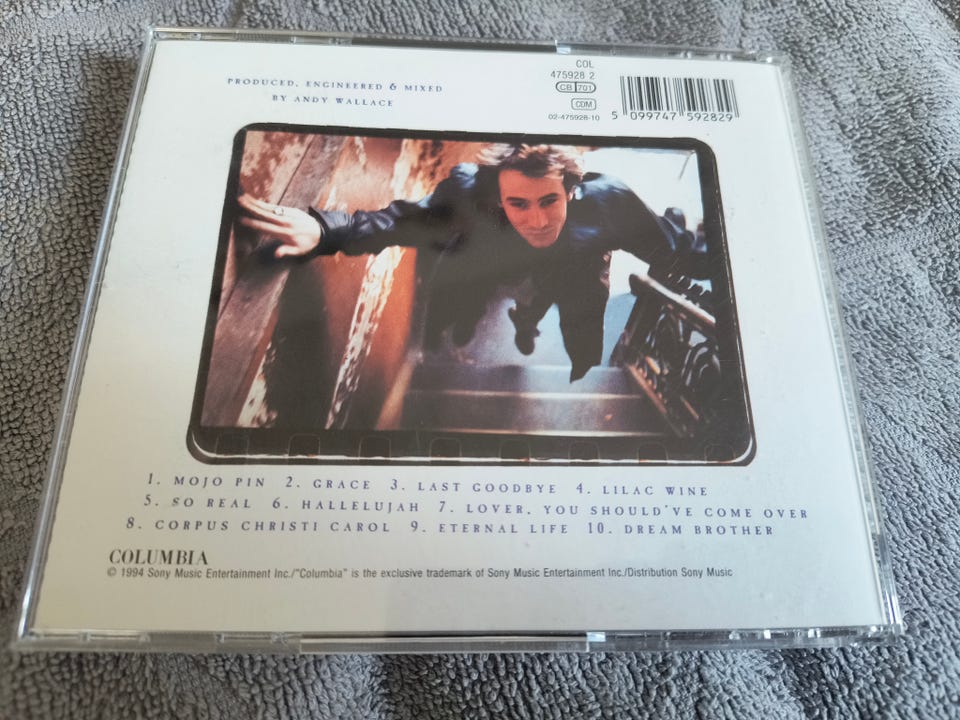 PRODUCED, ENGINEERED & MIXED
BY ANDY WALLACE
COL
475928 2
CB 701
CDM
02-475928-10
5 099747 592829
1. MOJO PIN 2. GRACE 3. LAST GOODBYE 4. LILAC WINE
5. SO REAL 6. HALLELUJAH 7. LOVER, YOU SHOULD'VE COME OVER
8. CORPUS CHRISTI CAROL 9. ETERNAL LIFE 10. DREAM BROTHER
COLUMBIA
© 1994 Sony Music Entertainment Inc./"Columbia" is the exclusive trademark of Sony Music Entertainment Inc./Distribution Sony Music